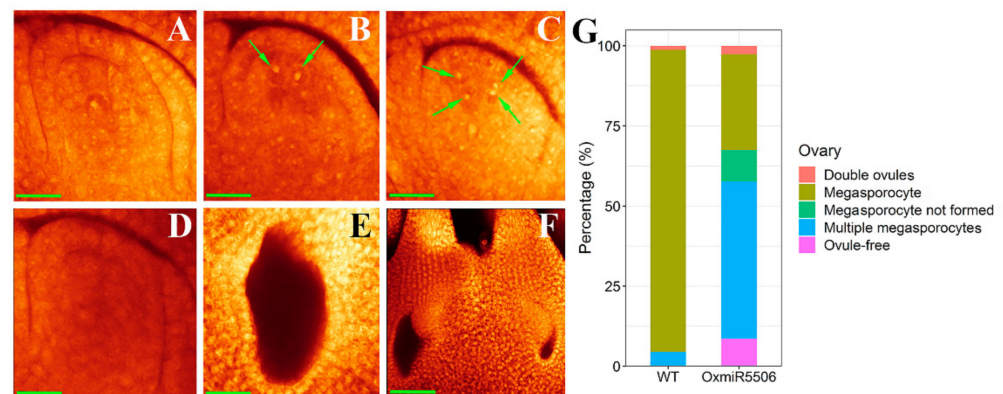 A
B
C
D
E
F
G
100
75
50
25
0
Percentage (%)
WT
OxmiR5506
Ovary
Double ovules
Megasporocyte
Megasporocyte not formed
Multiple megasporocytes
Ovule-free